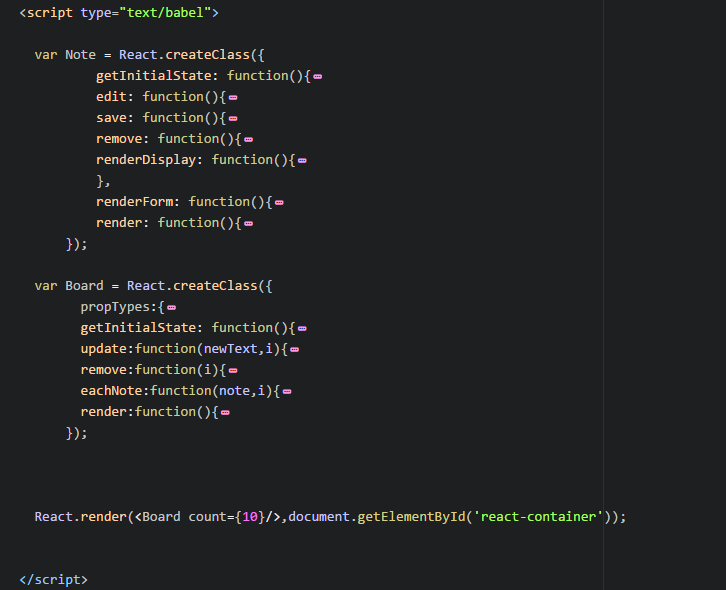 <script type="text/babel">
var Note = React.createClass({
getInitialState: function(){
edit: function(){
save: function(){
remove: function(){
renderDisplay: function(){
},
renderForm: function(){
render: function(){
});
var Board = React.createClass({
propTypes:{
getInitialState: function(){
update:function(newText,i){
remove:function(i){
eachNote:function(note,i){
render:function(){
});
React.render(<Board count={10}/>,document.getElementById('react-container'));
</script>